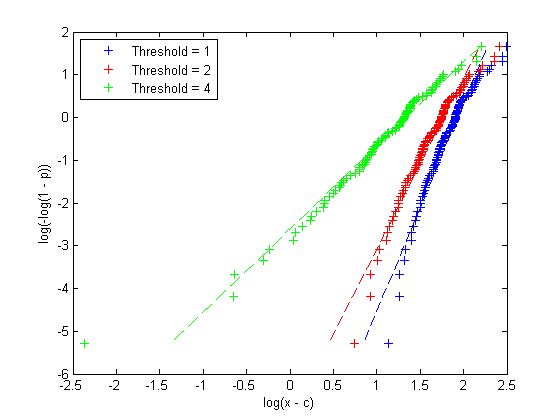 2
1
0
-1
-2
-3
-4
-5
-6
log(-log(1 - p))
Threshold = 1
Threshold = 2
Threshold = 4
-2.5 -2 -1.5 -1 -0.5 0 0.5 1 1.5 2 2.5
log(x - c)